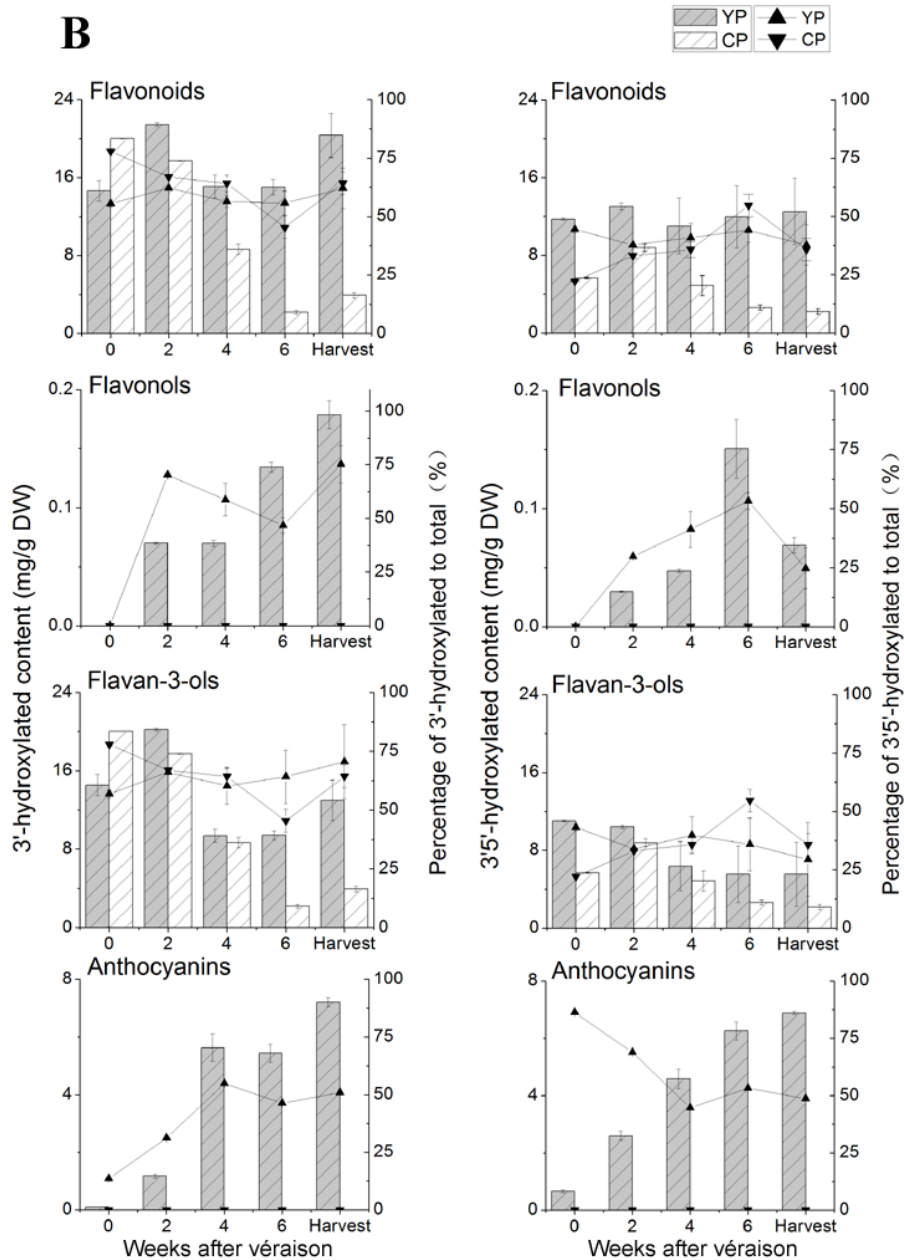 B
YP YP
CP CP
Flavonoids
24
16
8
0
100
75
50
25
0
0 2 4 6 Harvest
Flavonoids
24
16
8
0
100
75
50
25
0
0 2 4 6 Harvest
Flavonols
0.2
0.1
0.0
100
75
50
25
0
0 2 4 6 Harvest
Flavonols
0.2
0.1
0.0
100
75
50
25
0
0 2 4 6 Harvest
3'-hydroxylated content (mg/g DW)
Percentage of 3'-hydroxylated to total (%)
3'5'-hydroxylated content (mg/g DW)
Percentage of 3'5'-hydroxylated to total (%)
Flavan-3-ols
24
16
8
0
100
75
50
25
0
0 2 4 6 Harvest
Flavan-3-ols
24
16
8
0
100
75
50
25
0
0 2 4 6 Harvest
Anthocyanins
8
4
0
100
75
50
25
0
0 2 4 6 Harvest
Weeks after véraison
Anthocyanins
8
4
0
100
75
50
25
0
0 2 4 6 Harvest
Weeks after véraison